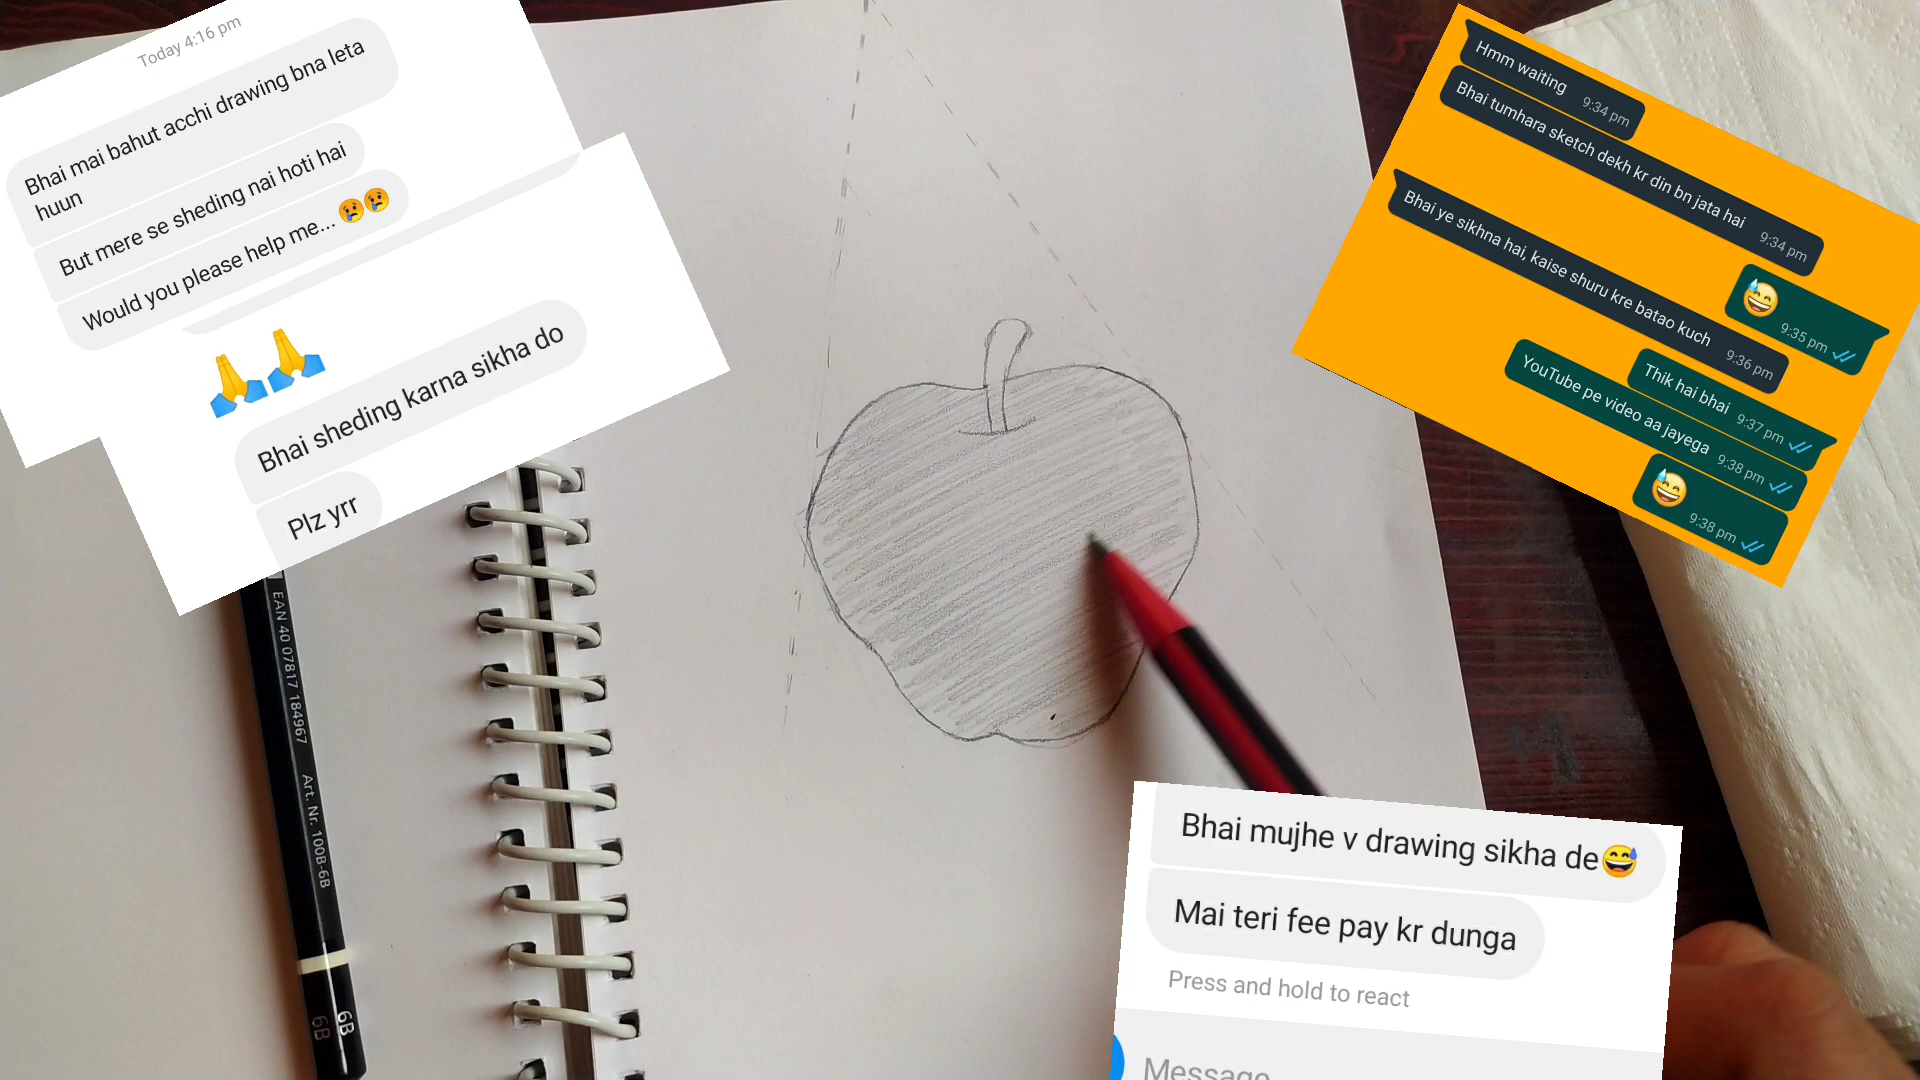 Today 4:16 pm
Bhai mai bahut acchi drawing bna leta
huun
But mere se sheding nai hoti hai
Would you please help me... 😢😢
🙏🙏
Bhai sheding karna sikha do
Plz yrr
Hmm waiting 9:34 pm
Bhai tumhara sketch dekh kr din bn jata hai 9:34 pm
😅 9:35 pm
Bhai ye sikhna hai, kaise shuru kre batao kuch 9:36 pm
Thik hai bhai 9:37 pm
YouTube pe video aa jayega 9:38 pm
😅 9:38 pm
EAN 40 07817 184967 Art. Nr. 100B-6B
6B 6B
Bhai mujhe v drawing sikha de😅
Mai teri fee pay kr dunga
Press and hold to react
Message